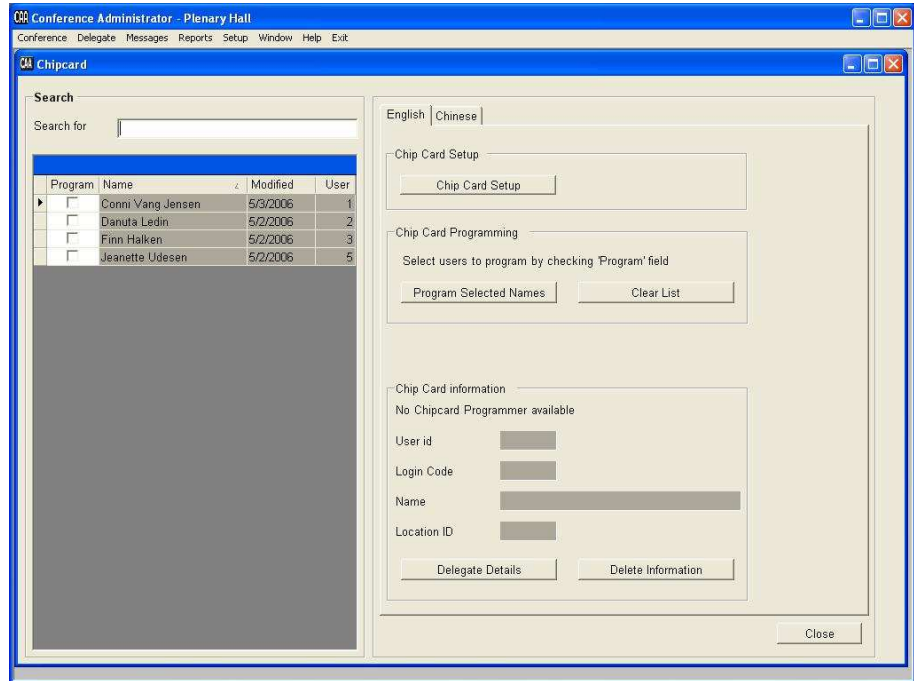 CAA Conference Administrator - Plenary Hall
Conference Delegate Messages Reports Setup Window Help Exit
CAA Chipcard
Search
Search for
Program Name Modified User
Conni Vang Jensen 5/3/2006 1
Danuta Ledin 5/2/2006 2
Finn Halken 5/2/2006 3
Jeanette Udesen 5/2/2006 5
English Chinese
Chip Card Setup
Chip Card Setup
Chip Card Programming
Select users to program by checking 'Program' field
Program Selected Names Clear List
Chip Card information
No Chipcard Programmer available
User id
Login Code
Name
Location ID
Delegate Details Delete Information
Close